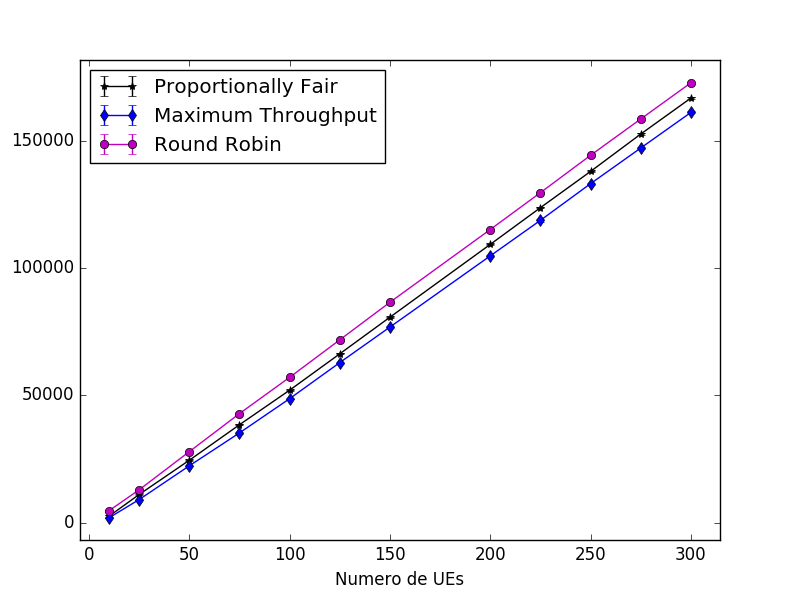 Proportionally Fair
Maximum Throughput
Round Robin
150000
100000
50000
0
0 50 100 150 200 250 300
Numero de UEs